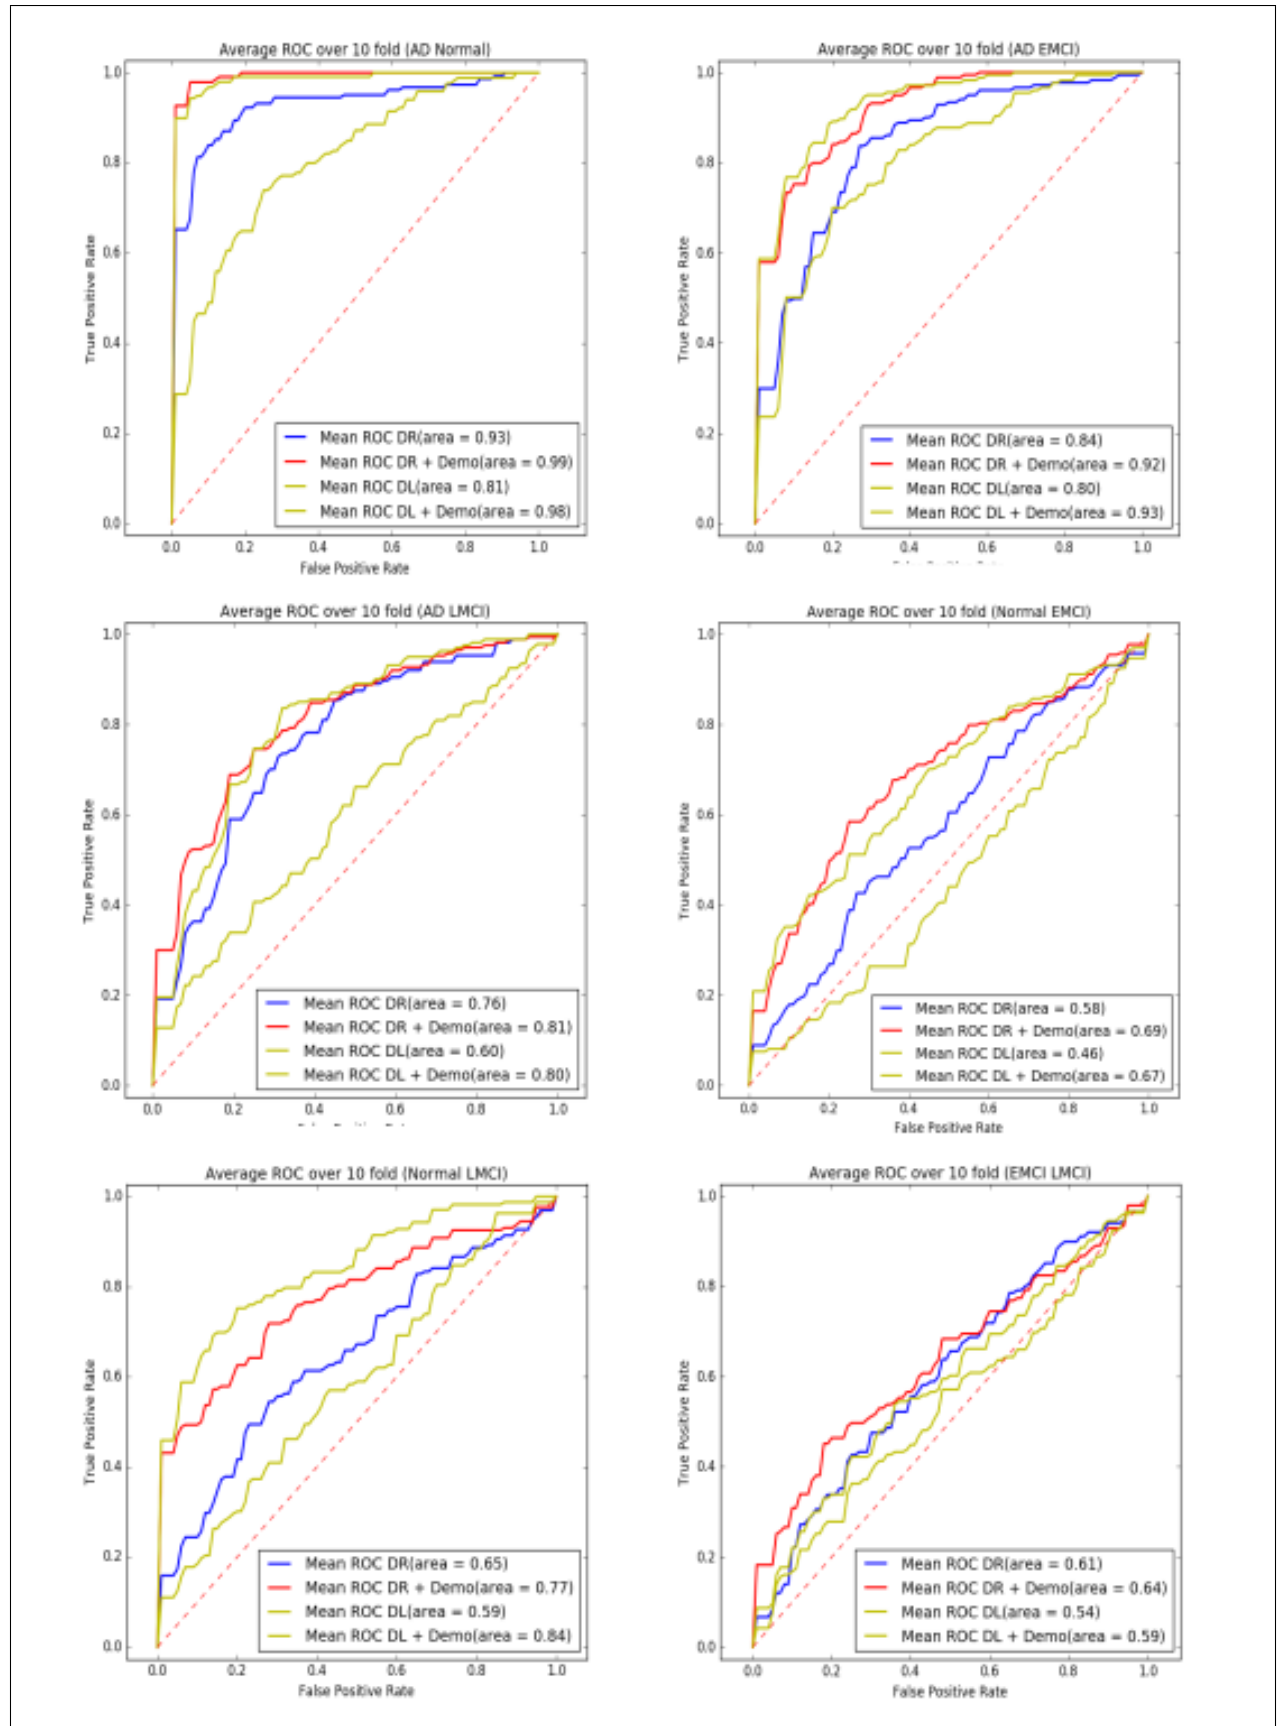 Average ROC over 10 fold (AD Normal)
1.0
0.8
0.6
0.4
0.2
0.0
True Positive Rate
Mean ROC DR(area = 0.93)
Mean ROC DR + Demo(area = 0.99)
Mean ROC DL(area = 0.81)
Mean ROC DL + Demo(area = 0.98)
0.0 0.2 0.4 0.6 0.8 1.0
False Positive Rate
Average ROC over 10 fold (AD EMCI)
1.0
0.8
0.6
0.4
0.2
0.0
True Positive Rate
Mean ROC DR(area = 0.84)
Mean ROC DR + Demo(area = 0.92)
Mean ROC DL(area = 0.80)
Mean ROC DL + Demo(area = 0.93)
0.0 0.2 0.4 0.6 0.8 1.0
Average ROC over 10 fold (AD LMCI)
1.0
0.8
0.6
0.4
0.2
0.0
True Positive Rate
Mean ROC DR(area = 0.76)
Mean ROC DR + Demo(area = 0.81)
Mean ROC DL(area = 0.60)
Mean ROC DL + Demo(area = 0.80)
0.0 0.2 0.4 0.6 0.8 1.0
Average ROC over 10 fold (Normal EMCI)
1.0
0.8
0.6
0.4
0.2
0.0
True Positive Rate
Mean ROC DR(area = 0.58)
Mean ROC DR + Demo(area = 0.69)
Mean ROC DL(area = 0.46)
Mean ROC DL + Demo(area = 0.67)
0.0 0.2 0.4 0.6 0.8 1.0
False Positive Rate
Average ROC over 10 fold (Normal LMCI)
1.0
0.8
0.6
0.4
0.2
0.0
True Positive Rate
Mean ROC DR(area = 0.65)
Mean ROC DR + Demo(area = 0.77)
Mean ROC DL(area = 0.59)
Mean ROC DL + Demo(area = 0.84)
0.0 0.2 0.4 0.6 0.8 1.0
False Positive Rate
Average ROC over 10 fold (EMCI LMCI)
1.0
0.8
0.6
0.4
0.2
0.0
True Positive Rate
Mean ROC DR(area = 0.61)
Mean ROC DR + Demo(area = 0.64)
Mean ROC DL(area = 0.54)
Mean ROC DL + Demo(area = 0.59)
0.0 0.2 0.4 0.6 0.8 1.0
False Positive Rate